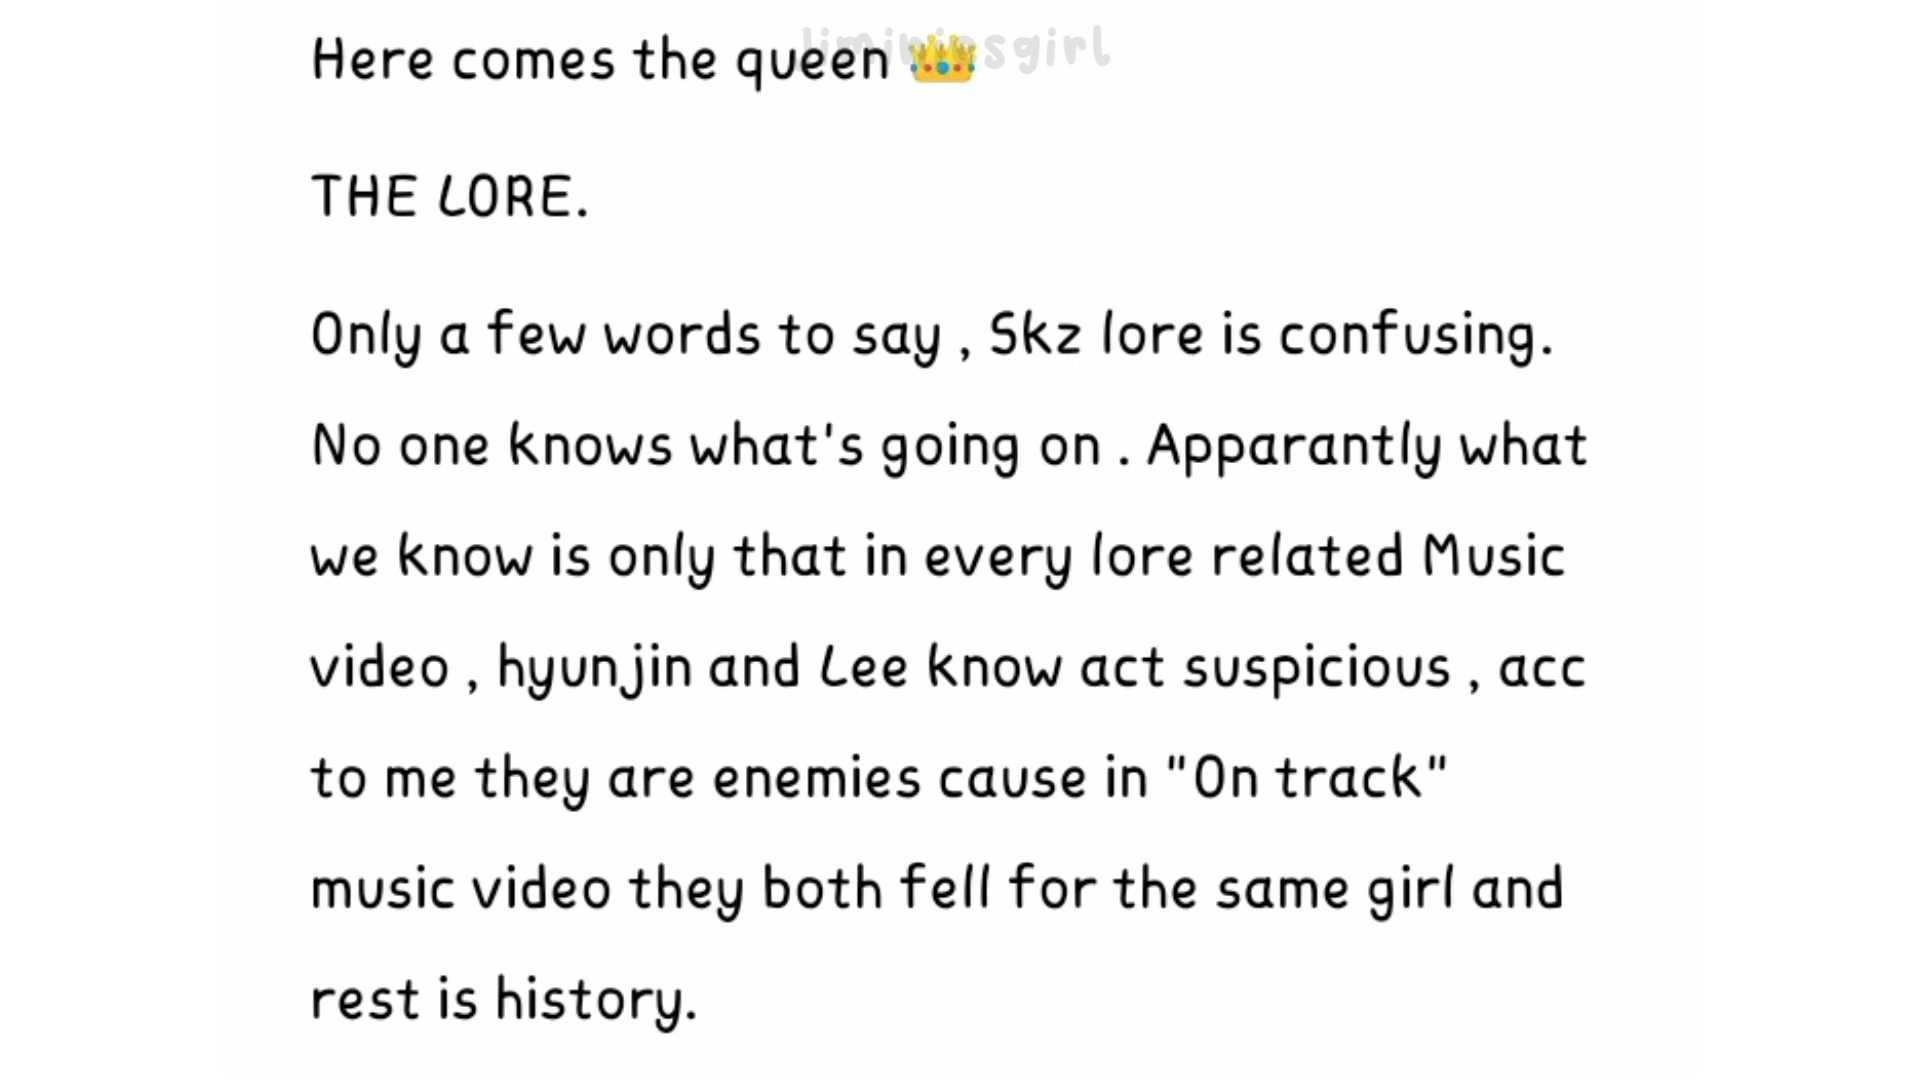 Here comes the queen 👑
THE LORE.
Only a few words to say , Skz lore is confusing.
No one knows what's going on . Apparantly what
we know is only that in every lore related Music
video , hyunjin and Lee know act suspicious , acc
to me they are enemies cause in "On track"
music video they both fell for the same girl and
rest is history.